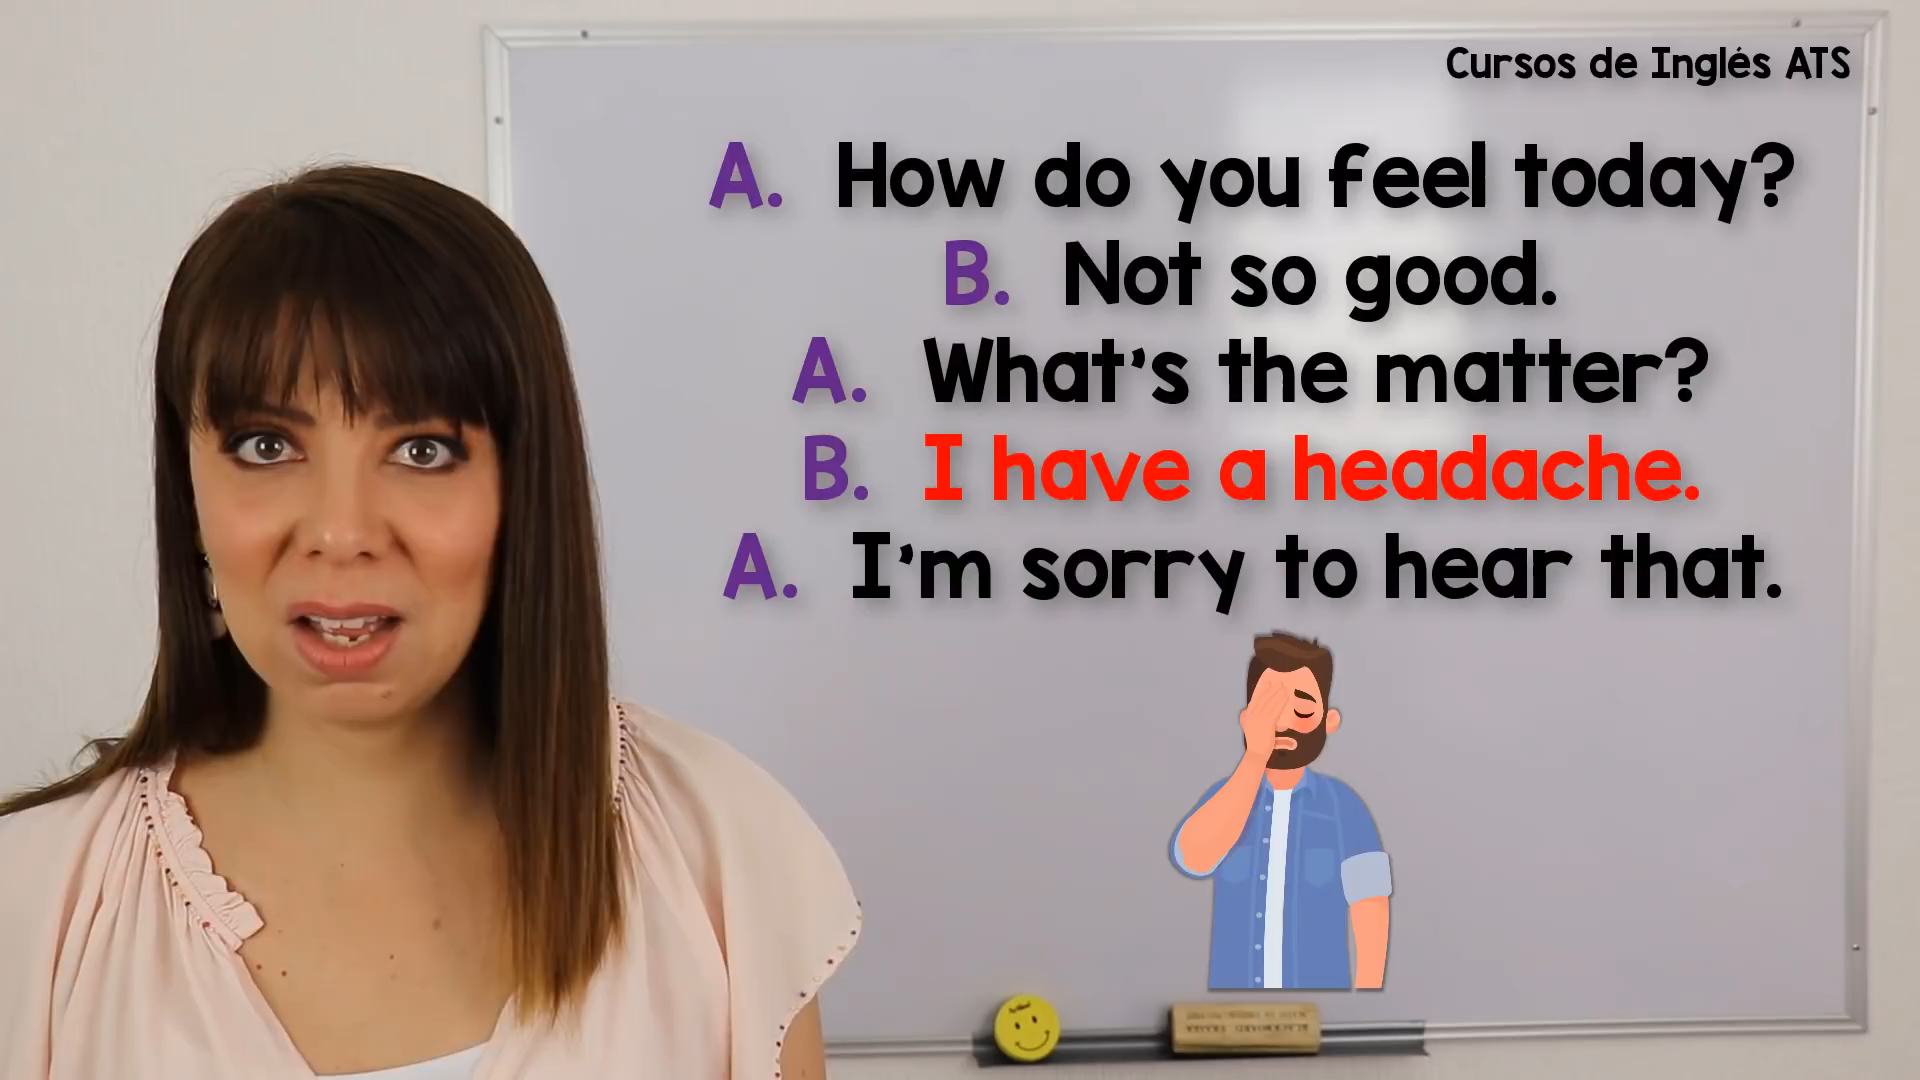 Cursos de Inglés ATS
A. How do you feel today?
B. Not so good.
A. What's the matter?
B. I have a headache.
A. I'm sorry to hear that.